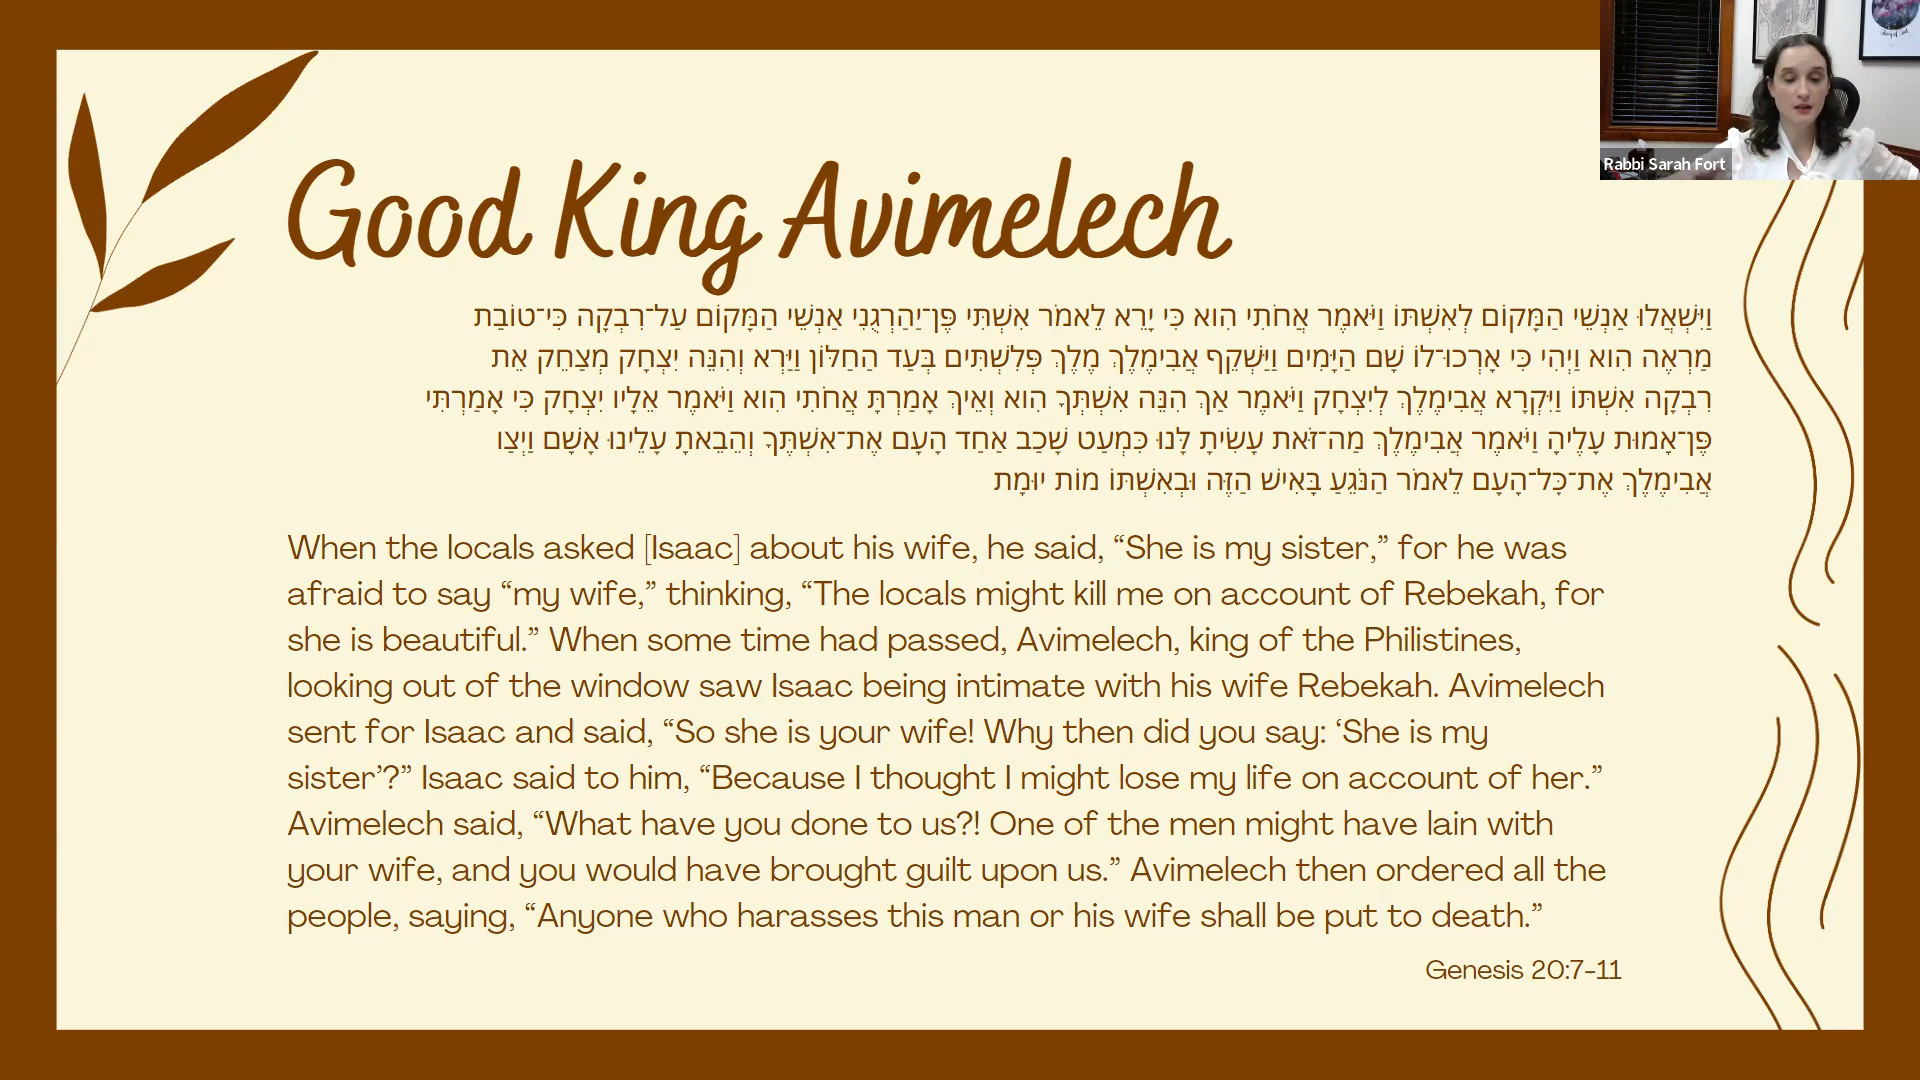 Rabbi Sarah Fort
Good King Avimelech
וַיִּשְׁאֲלוּ אַנְשֵׁי הַמָּקוֹם לְאִשְׁתּוֹ וַיֹּאמֶר אֲחֹתִי הִוא כִּי יָרֵא לֵאמֹר אִשְׁתִּי פֶּן־יַהַרְגֻנִי אַנְשֵׁי הַמָּקוֹם עַל־רִבְקָה כִּי־טוֹבַת
מַרְאֶה הִוא וַיְהִי כִּי אָרְכוּ־לוֹ שָׁם הַיָּמִים וַיַּשְׁקֵף אֲבִימֶלֶךְ מֶלֶךְ פְּלִשְׁתִּים בְּעַד הַחַלּוֹן וַיַּרְא וְהִנֵּה יִצְחָק מְצַחֵק אֵת
רִבְקָה אִשְׁתּוֹ וַיִּקְרָא אֲבִימֶלֶךְ לְיִצְחָק וַיֹּאמֶר אַךְ הִנֵּה אִשְׁתְּךָ הִוא וְאֵיךְ אָמַרְתָּ אֲחֹתִי הִוא וַיֹּאמֶר אֵלָיו יִצְחָק כִּי אָמַרְתִּי
פֶּן־אָמוּת עָלֶיהָ וַיֹּאמֶר אֲבִימֶלֶךְ מַה־זֹּאת עָשִׂיתָ לָּנוּ כִּמְעַט שָׁכַב אַחַד הָעָם אֶת־אִשְׁתֶּךָ וְהֵבֵאתָ עָלֵינוּ אָשָׁם וַיְצַו
אֲבִימֶלֶךְ אֶת־כָּל־הָעָם לֵאמֹר הַנֹּגֵעַ בָּאִישׁ הַזֶּה וּבְאִשְׁתּוֹ מוֹת יוּמָת
When the locals asked [Isaac] about his wife, he said, “She is my sister,” for he was
afraid to say “my wife,” thinking, “The locals might kill me on account of Rebekah, for
she is beautiful.” When some time had passed, Avimelech, king of the Philistines,
looking out of the window saw Isaac being intimate with his wife Rebekah. Avimelech
sent for Isaac and said, “So she is your wife! Why then did you say: ‘She is my
sister’?” Isaac said to him, “Because I thought I might lose my life on account of her.”
Avimelech said, “What have you done to us?! One of the men might have lain with
your wife, and you would have brought guilt upon us.” Avimelech then ordered all the
people, saying, “Anyone who harasses this man or his wife shall be put to death.”
Genesis 20:7-11